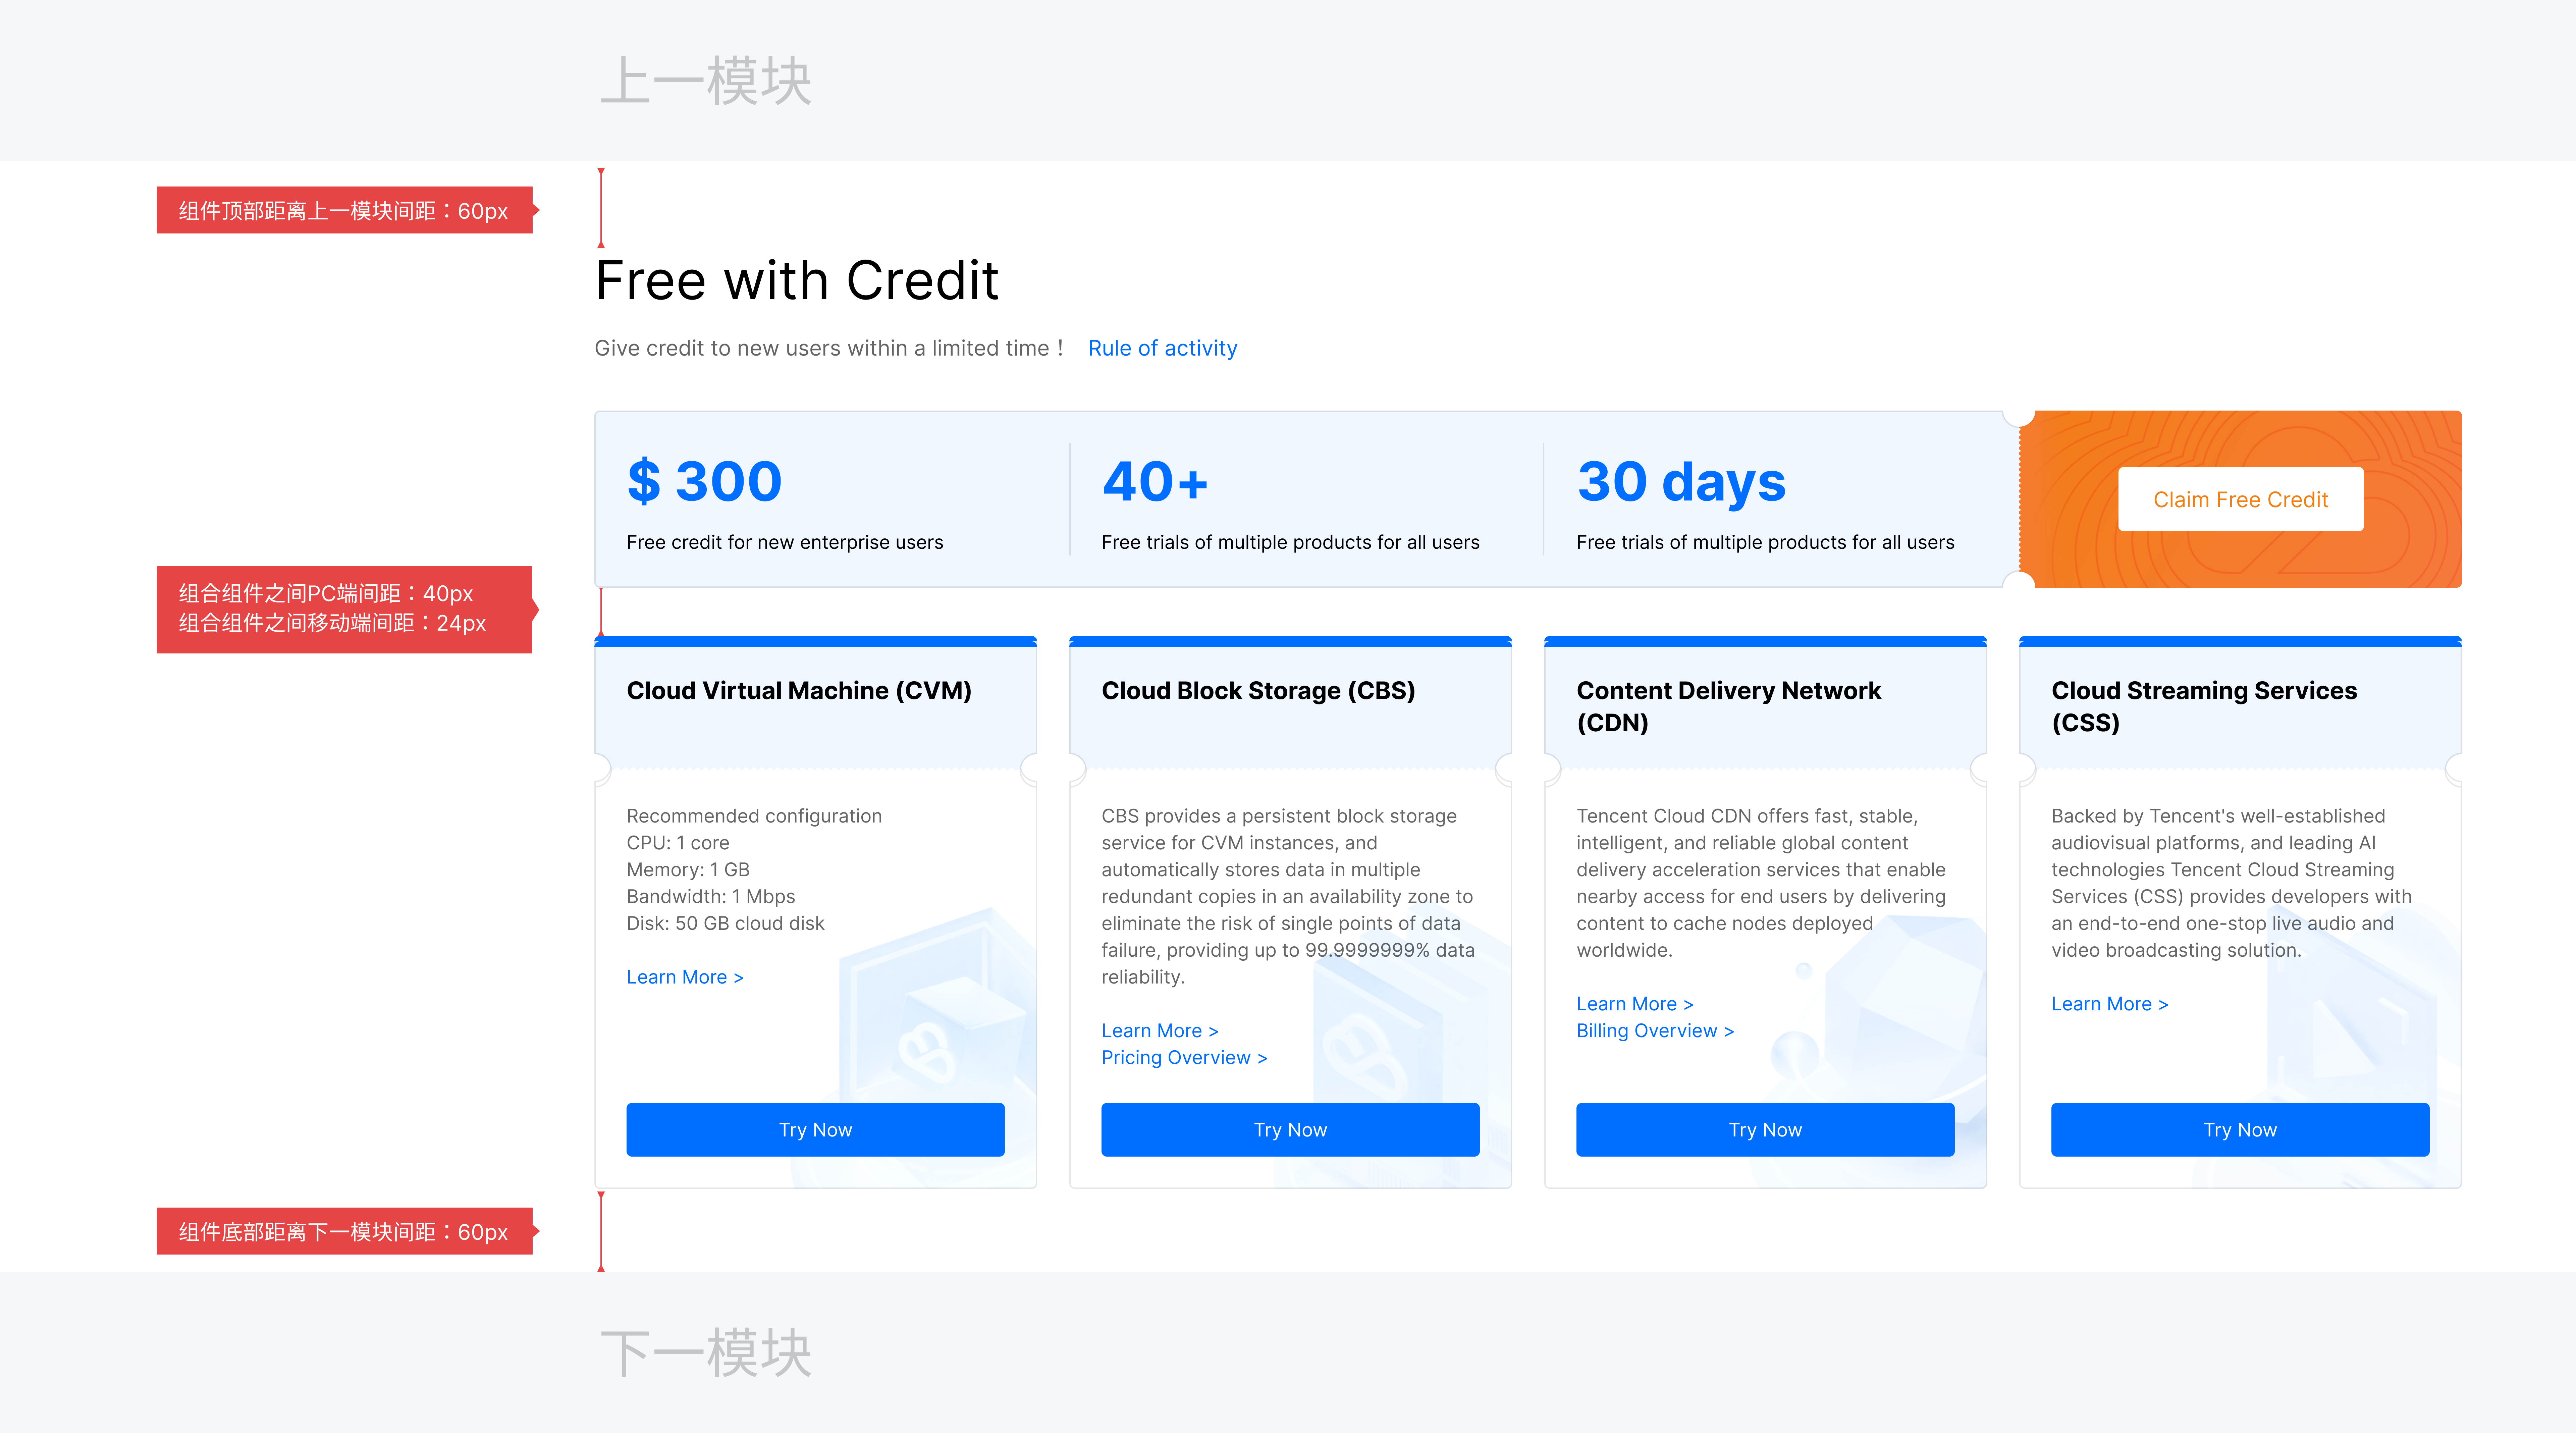 上一模块
组件顶部距离上一模块间距：60px
Free with Credit
Give credit to new users within a limited time！ Rule of activity
$ 300
Free credit for new enterprise users
40+
Free trials of multiple products for all users
30 days
Free trials of multiple products for all users
Claim Free Credit
组合组件之间PC端间距：40px
组合组件之间移动端间距：24px
Cloud Virtual Machine (CVM)
Recommended configuration
CPU: 1 core
Memory: 1 GB
Bandwidth: 1 Mbps
Disk: 50 GB cloud disk
Learn More >
Try Now
Cloud Block Storage (CBS)
CBS provides a persistent block storage
service for CVM instances, and
automatically stores data in multiple
redundant copies in an availability zone to
eliminate the risk of single points of data
failure, providing up to 99.9999999% data
reliability.
Learn More >
Pricing Overview >
Try Now
Content Delivery Network
(CDN)
Tencent Cloud CDN offers fast, stable,
intelligent, and reliable global content
delivery acceleration services that enable
nearby access for end users by delivering
content to cache nodes deployed
worldwide.
Learn More >
Billing Overview >
Try Now
Cloud Streaming Services
(CSS)
Backed by Tencent's well-established
audiovisual platforms, and leading AI
technologies Tencent Cloud Streaming
Services (CSS) provides developers with
an end-to-end one-stop live audio and
video broadcasting solution.
Learn More >
Try Now
组件底部距离下一模块间距：60px
下一模块